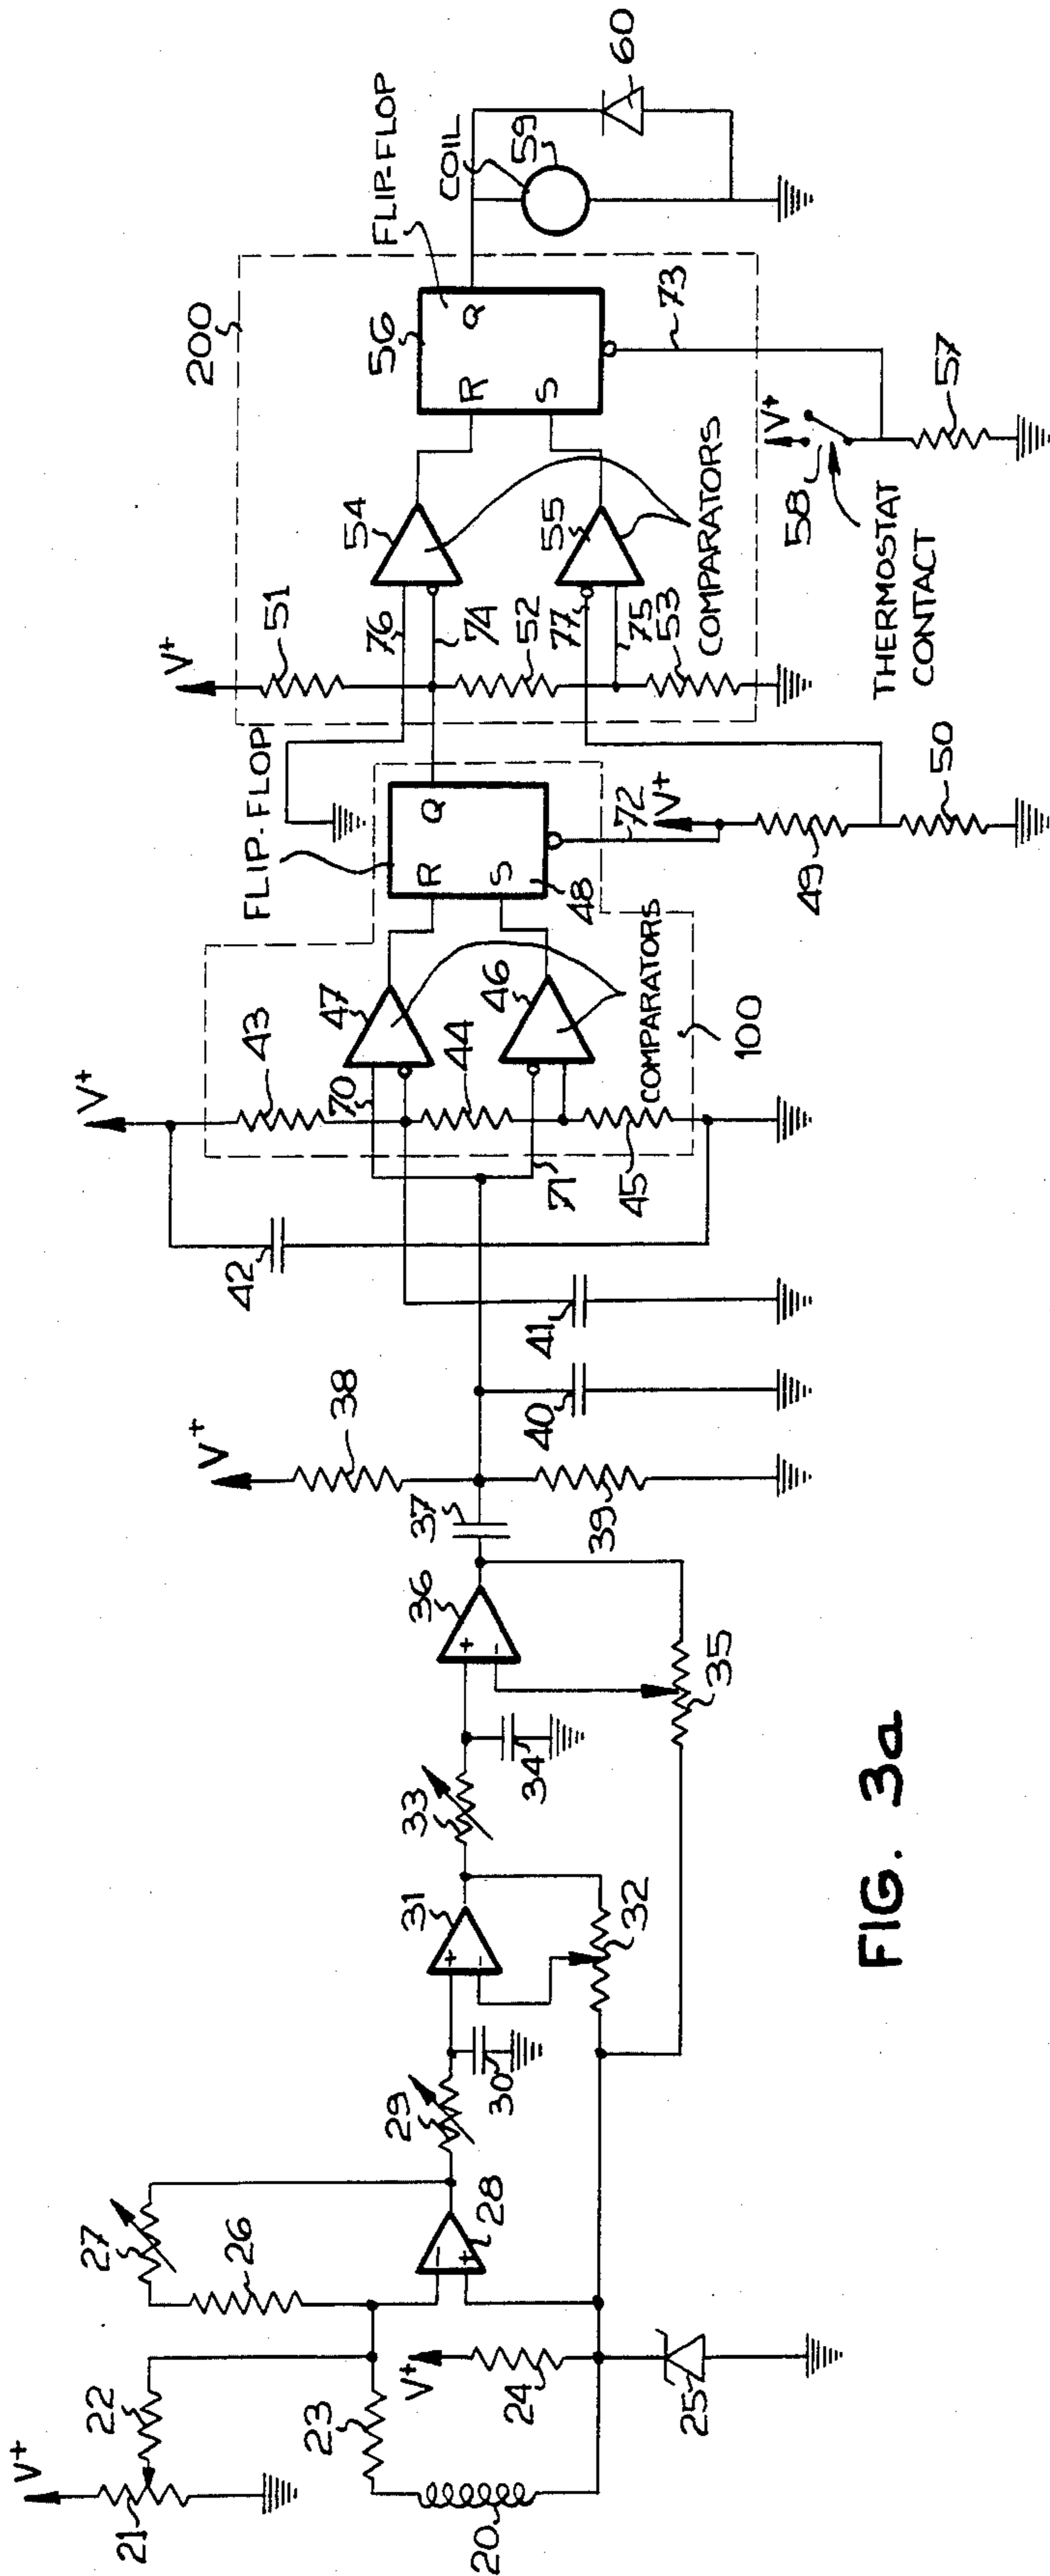 V+
21
22
27
26
23
V+
24
25
20
28
-
+
29
30
31
+
-
32
33
34
36
+
-
35
37
V+
38
39
40
41
42
V+
43
44
45
70
71
47
46
COMPARATORS
100
FLIP-FLOP
R
S
Q
48
72
V+
49
50
V+
51
52
53
76
74
77
75
54
55
COMPARATORS
200
56
FLIP-FLOP
R
S
Q
73
V+
58
THERMOSTAT
CONTACT
57
COIL
59
60
FIG. 3a